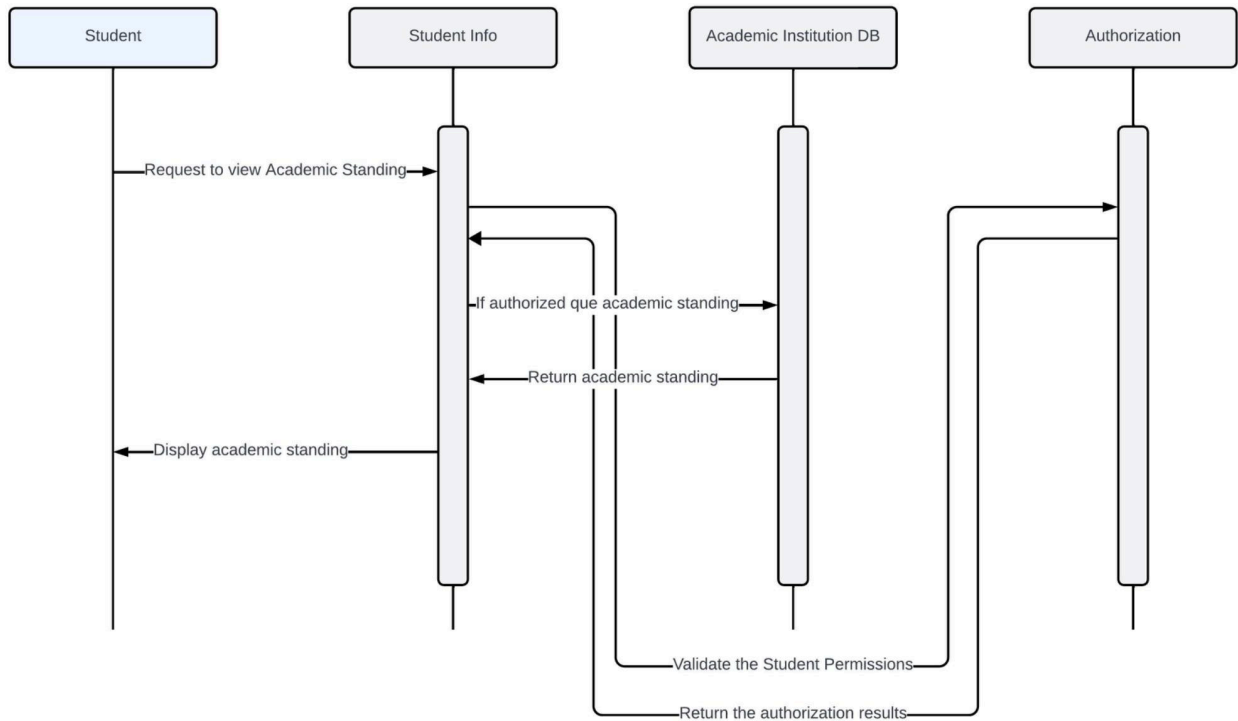 Student
Student Info
Academic Institution DB
Authorization
Request to view Academic Standing
If authorized que academic standing
Return academic standing
Display academic standing
Validate the Student Permissions
Return the authorization results